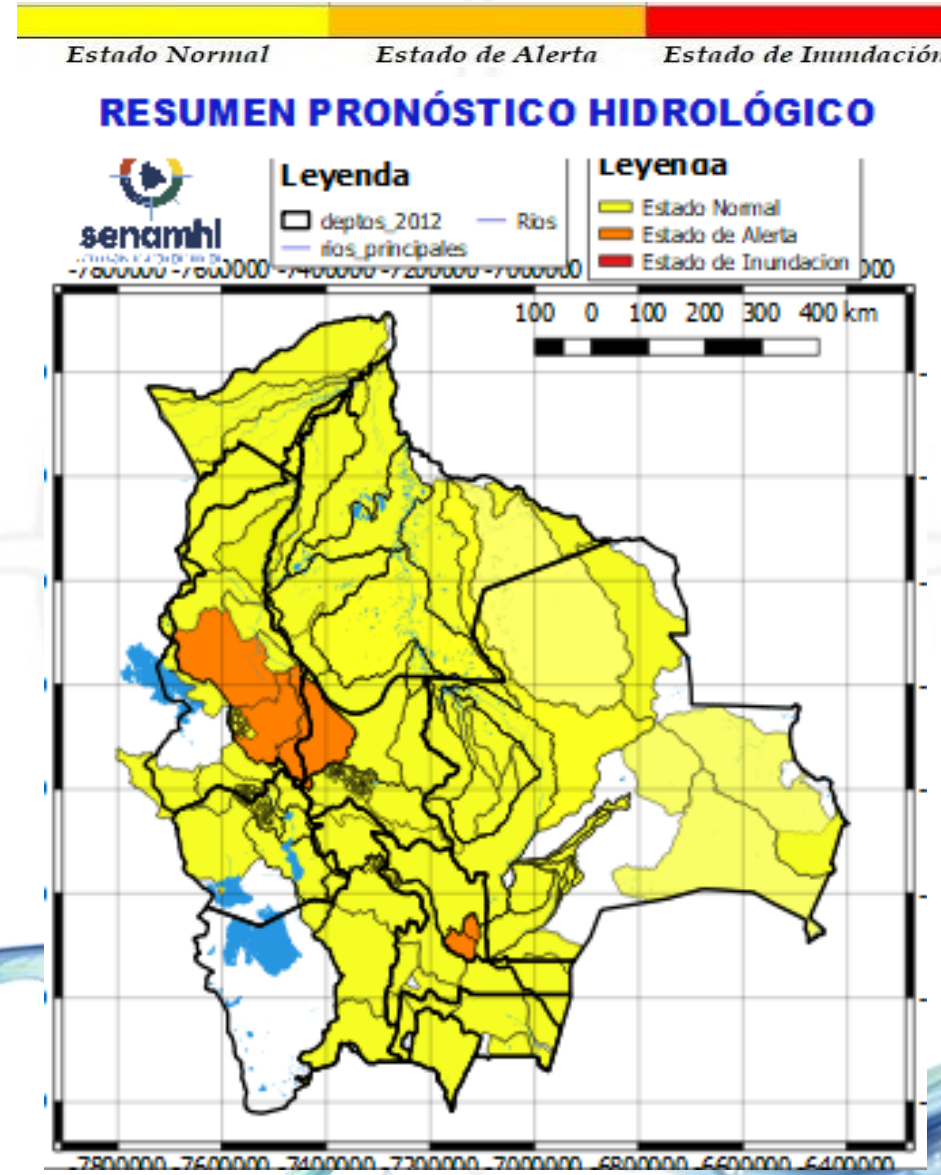 Estado Normal Estado de Alerta Estado de Inundación
RESUMEN PRONÓSTICO HIDROLÓGICO
senamhi
Leyenda
deptos_2012 Rios
rios_principales
Leyenda
Estado Normal
Estado de Alerta
Estado de Inundacion
-7800000 -7600000 -7400000 -7200000 -7000000 000
100 0 100 200 300 400 km
-7800000 -7600000 -7400000 -7200000 -7000000 -6800000 -6600000 -6400000